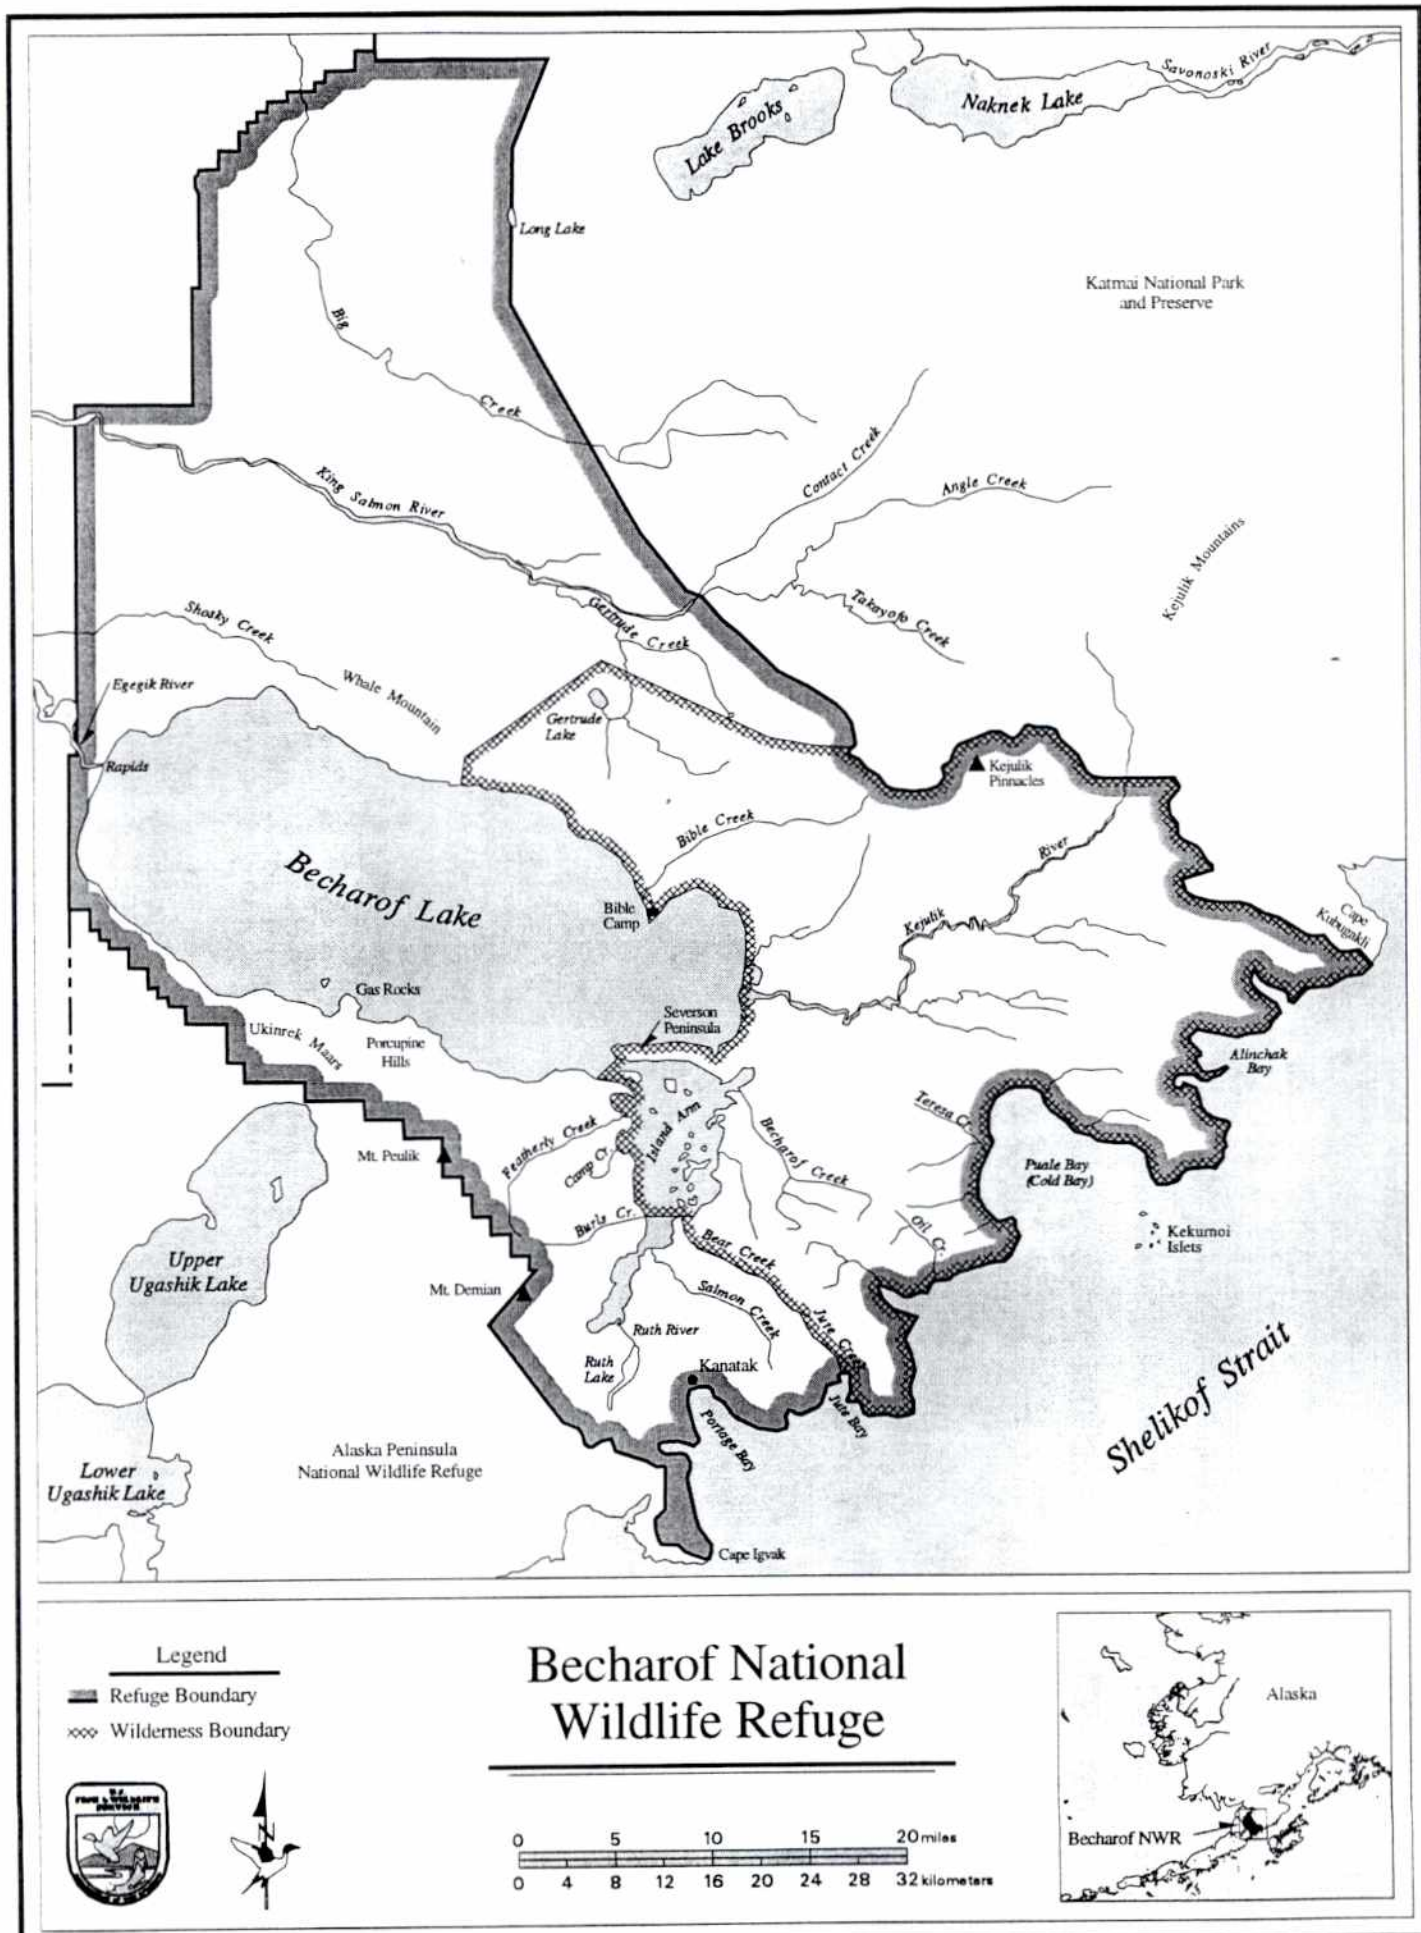 Savonoski River
Naknek Lake
Lake Brooks
Long Lake
Katmai National Park
and Preserve
Big
Creek
Contact Creek
Angle Creek
King Salmon River
Kejulik Mountains
Takayofo Creek
Gertrude Creek
Shosky Creek
Whale Mountain
Egegik River
Gertrude
Lake
Rapids
Kejulik
Pinnacles
Bible Creek
River
Becharof Lake
Bible
Camp
Kejulik
Cape
Kubugakli
Gas Rocks
Severson
Peninsula
Ukinrek Maars
Porcupine
Hills
Alinchak
Bay
Teresa Cr.
Island Arm
Featherly Creek
Becharof Creek
Mt. Peulik
Camp Cr.
Puale Bay
(Cold Bay)
Burls Cr.
Oil Cr.
Kekurnoi
Islets
Bear Creek
Upper
Ugashik Lake
Mt. Demian
Salmon Creek
Jute Creek
Ruth River
Ruth
Lake
Kanatak
Shelikof Strait
Jute Bay
Portage Bay
Alaska Peninsula
National Wildlife Refuge
Lower
Ugashik Lake
Cape Igvak
Legend
Refuge Boundary
Wilderness Boundary
Becharof National
Wildlife Refuge
Alaska
Becharof NWR
U.S.
FISH & WILDLIFE
SERVICE
N
0 5 10 15 20 miles
0 4 8 12 16 20 24 28 32 kilometers